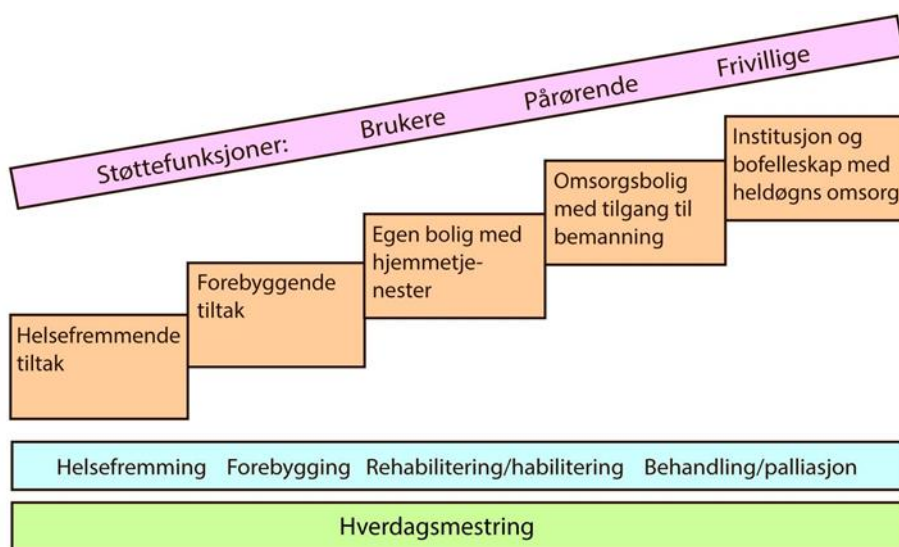 Støttefunksjoner: Brukere Pårørende Frivillige
Helsefremmende
tiltak
Forebyggende
tiltak
Egen bolig med
hjemmetje-
nester
Omsorgsbolig
med tilgang til
bemanning
Institusjon og
bofelleskap med
heldøgns omsorg
Helsefremming Forebygging Rehabilitering/habilitering Behandling/palliasjon
Hverdagsmestring